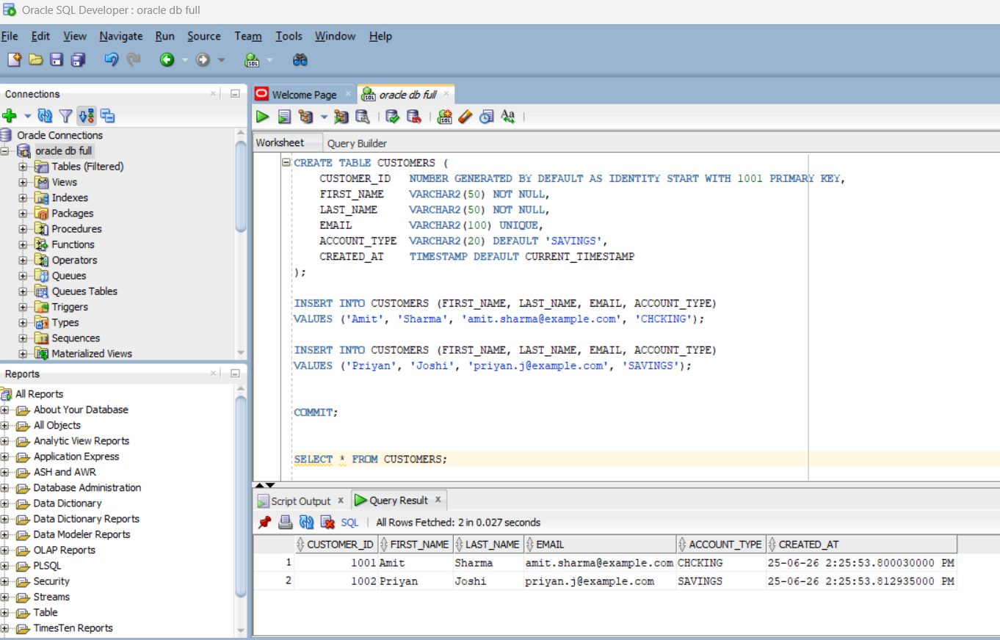 Oracle SQL Developer : oracle db full
File Edit View Navigate Run Source Team Tools Window Help
Connections
Oracle Connections
oracle db full
Tables (Filtered)
Views
Indexes
Packages
Procedures
Functions
Operators
Queues
Queues Tables
Triggers
Types
Sequences
Materialized Views
Reports
All Reports
About Your Database
All Objects
Analytic View Reports
Application Express
ASH and AWR
Database Administration
Data Dictionary
Data Dictionary Reports
Data Modeler Reports
OLAP Reports
PLSQL
Security
Streams
Table
TimesTen Reports
Welcome Page oracle db full
Worksheet Query Builder
CREATE TABLE CUSTOMERS (
CUSTOMER_ID NUMBER GENERATED BY DEFAULT AS IDENTITY START WITH 1001 PRIMARY KEY,
FIRST_NAME VARCHAR2(50) NOT NULL,
LAST_NAME VARCHAR2(50) NOT NULL,
EMAIL VARCHAR2(100) UNIQUE,
ACCOUNT_TYPE VARCHAR2(20) DEFAULT 'SAVINGS',
CREATED_AT TIMESTAMP DEFAULT CURRENT_TIMESTAMP
);
INSERT INTO CUSTOMERS (FIRST_NAME, LAST_NAME, EMAIL, ACCOUNT_TYPE)
VALUES ('Amit', 'Sharma', 'amit.sharma@example.com', 'CHCKING');
INSERT INTO CUSTOMERS (FIRST_NAME, LAST_NAME, EMAIL, ACCOUNT_TYPE)
VALUES ('Priyan', 'Joshi', 'priyan.j@example.com', 'SAVINGS');
COMMIT;
SELECT * FROM CUSTOMERS;
Script Output x Query Result x
SQL | All Rows Fetched: 2 in 0.027 seconds
CUSTOMER_ID FIRST_NAME LAST_NAME EMAIL ACCOUNT_TYPE CREATED_AT
1 1001 Amit Sharma amit.sharma@example.com CHCKING 25-06-26 2:25:53.800030000 PM
2 1002 Priyan Joshi priyan.j@example.com SAVINGS 25-06-26 2:25:53.812935000 PM